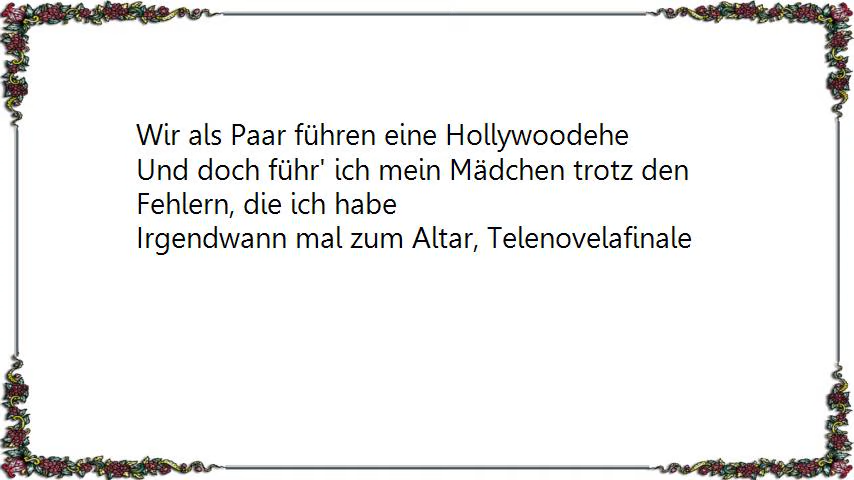 Wir als Paar führen eine Hollywoodehe
Und doch führ' ich mein Mädchen trotz den
Fehlern, die ich habe
Irgendwann mal zum Altar, Telenovelafinale